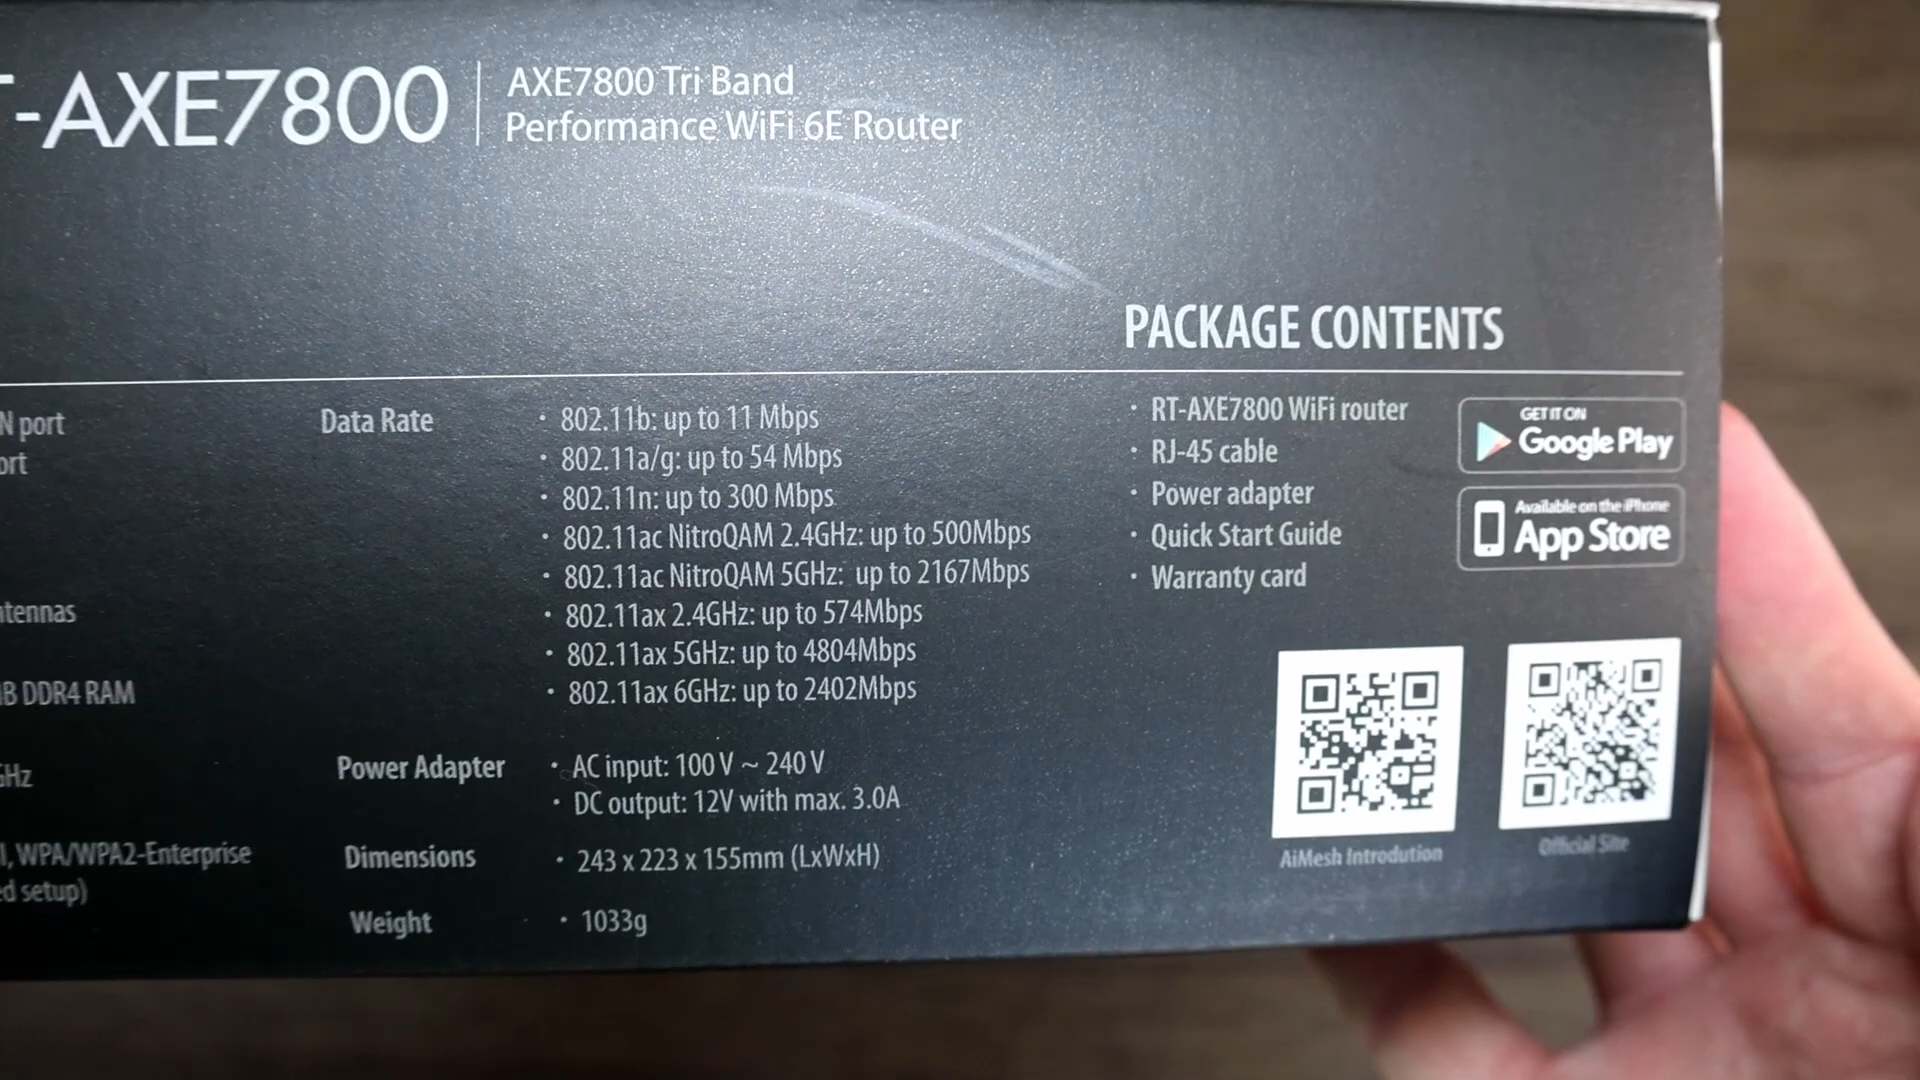 -AXE7800
AXE7800 Tri Band
Performance WiFi 6E Router
PACKAGE CONTENTS
N port
ort
tennas
B DDR4 RAM
GHz
I, WPA/WPA2-Enterprise
ed setup)
Data Rate
· 802.11b: up to 11 Mbps
· 802.11a/g: up to 54 Mbps
· 802.11n: up to 300 Mbps
· 802.11ac NitroQAM 2.4GHz: up to 500Mbps
· 802.11ac NitroQAM 5GHz: up to 2167Mbps
· 802.11ax 2.4GHz: up to 574Mbps
· 802.11ax 5GHz: up to 4804Mbps
· 802.11ax 6GHz: up to 2402Mbps
Power Adapter
· AC input: 100 V ~ 240 V
· DC output: 12V with max. 3.0A
Dimensions
· 243 x 223 x 155mm (LxWxH)
Weight
· 1033g
· RT-AXE7800 WiFi router
· RJ-45 cable
· Power adapter
· Quick Start Guide
· Warranty card
GET IT ON
Google Play
Available on the iPhone
App Store
AiMesh Introdution
Official Site